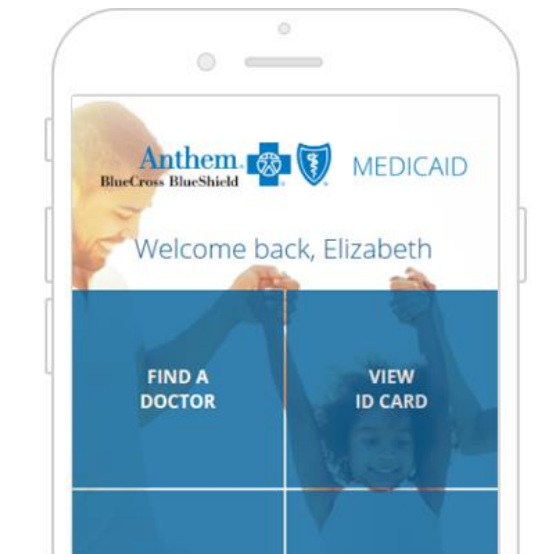 Anthem
BlueCross BlueShield
MEDICAID
Welcome back, Elizabeth
FIND A
DOCTOR
VIEW
ID CARD